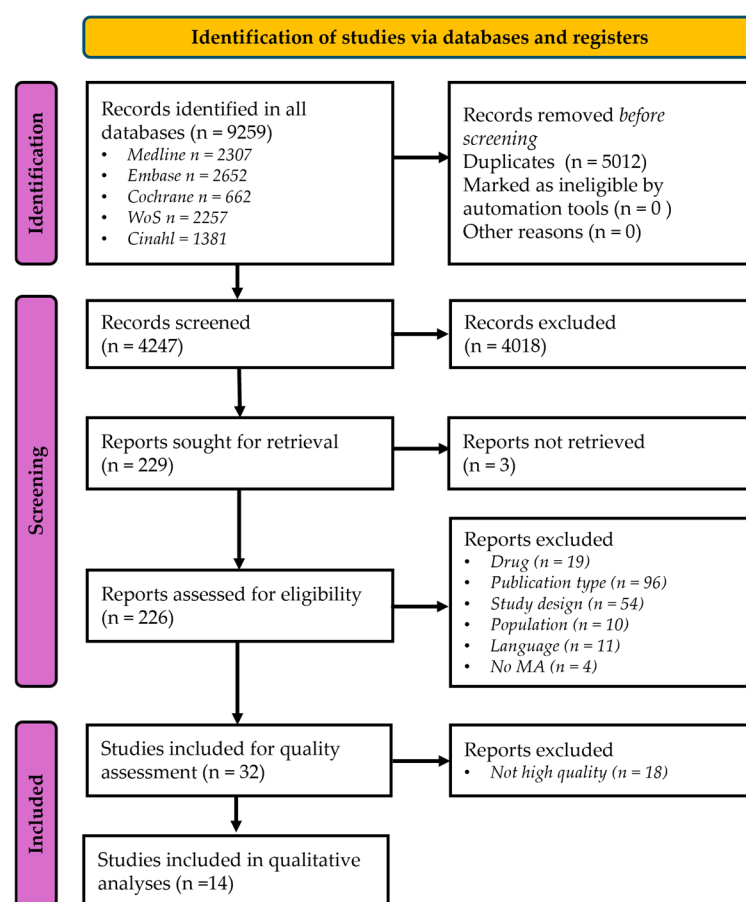 Identification of studies via databases and registers
Identification
Records identified in all
databases (n = 9259)
• Medline n = 2307
• Embase n = 2652
• Cochrane n = 662
• WoS n = 2257
• Cinahl = 1381
Records removed before
screening
Duplicates (n = 5012)
Marked as ineligible by
automation tools (n = 0 )
Other reasons (n = 0)
Screening
Records screened
(n = 4247)
Records excluded
(n = 4018)
Reports sought for retrieval
(n = 229)
Reports not retrieved
(n = 3)
Reports assessed for eligibility
(n = 226)
Reports excluded
• Drug (n = 19)
• Publication type (n = 96)
• Study design (n = 54)
• Population (n = 10)
• Language (n = 11)
• No MA (n = 4)
Included
Studies included for quality
assessment (n = 32)
Reports excluded
• Not high quality (n = 18)
Studies included in qualitative
analyses (n =14)